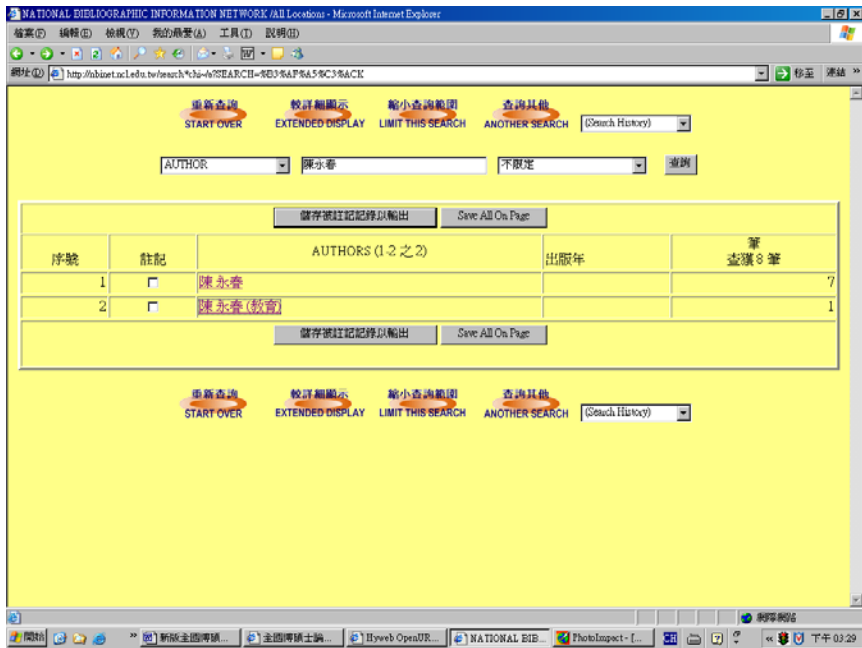 NATIONAL BIBLIOGRAPHIC INFORMATION NETWORK /All Locations - Microsoft Internet Explorer
檔案(F) 編輯(E) 檢視(V) 我的最愛(A) 工具(T) 說明(H)
網址(D) http://nbinet.ncl.edu.tw/search*chi~/a?SEARCH=%B3%AF%A5%C3%ACK 移至 連結 »
重新查詢 較詳細顯示 縮小查詢範圍 查詢其他
START OVER EXTENDED DISPLAY LIMIT THIS SEARCH ANOTHER SEARCH (Search History)
AUTHOR 陳永春 不限定 查詢
儲存被註記記錄以輸出 Save All On Page
序號 註記 AUTHORS (1-2 之 2) 出版年 筆 查獲 8 筆
1 陳 永春 7
2 陳 永春 (教育) 1
儲存被註記記錄以輸出 Save All On Page
重新查詢 較詳細顯示 縮小查詢範圍 查詢其他
START OVER EXTENDED DISPLAY LIMIT THIS SEARCH ANOTHER SEARCH (Search History)
網際網路
開始 » 新版全國博碩... 全國博碩士論... Hyweb OpenUR... NATIONAL BIB... PhotoImpact - [... CH « 下午 03:29